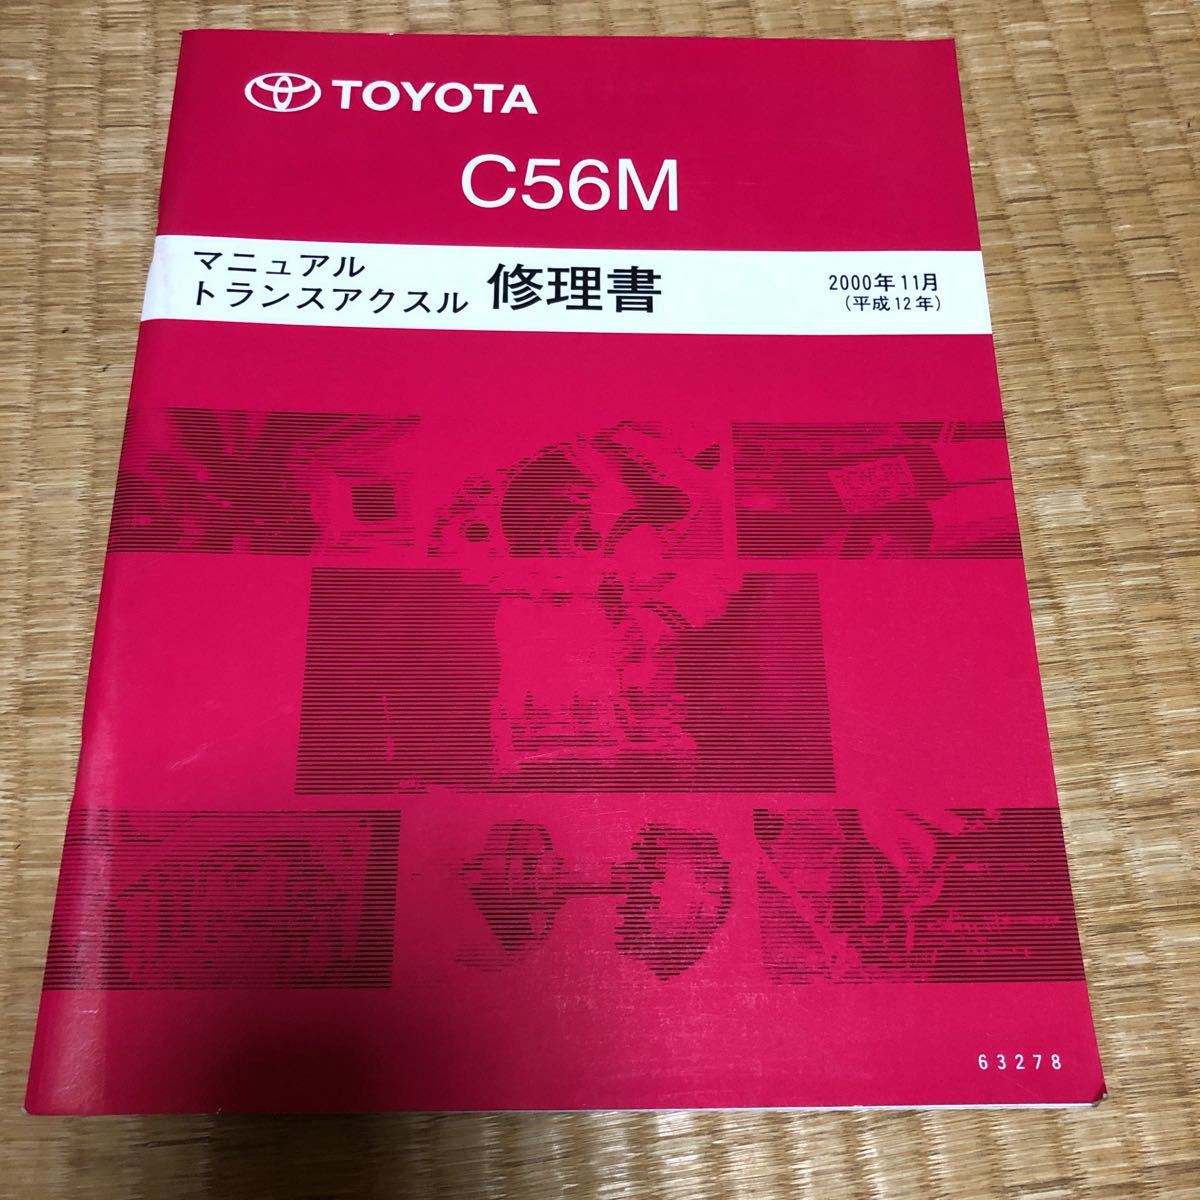 TOYOTA
C56M
マニュアル
トランスアクスル 修理書
2000年11月
(平成12年)
63278